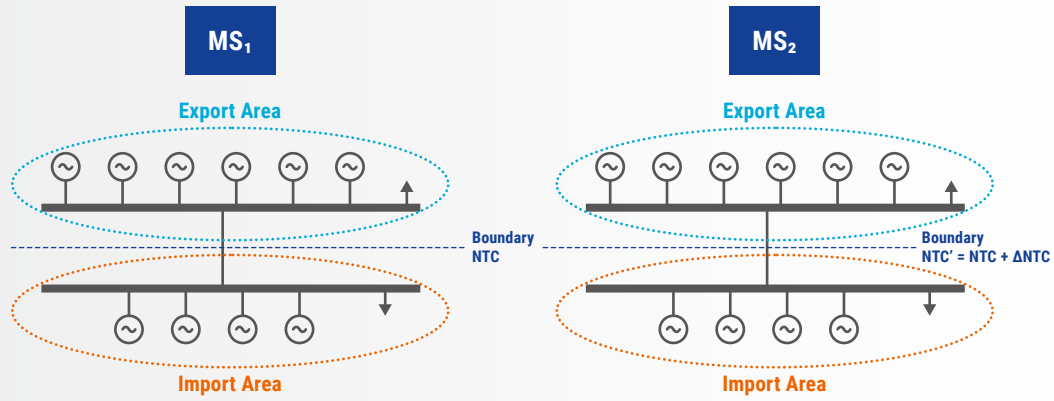 MS₁
MS₂
Export Area
Export Area
Boundary
NTC
Boundary
NTC' = NTC + ΔNTC
Import Area
Import Area